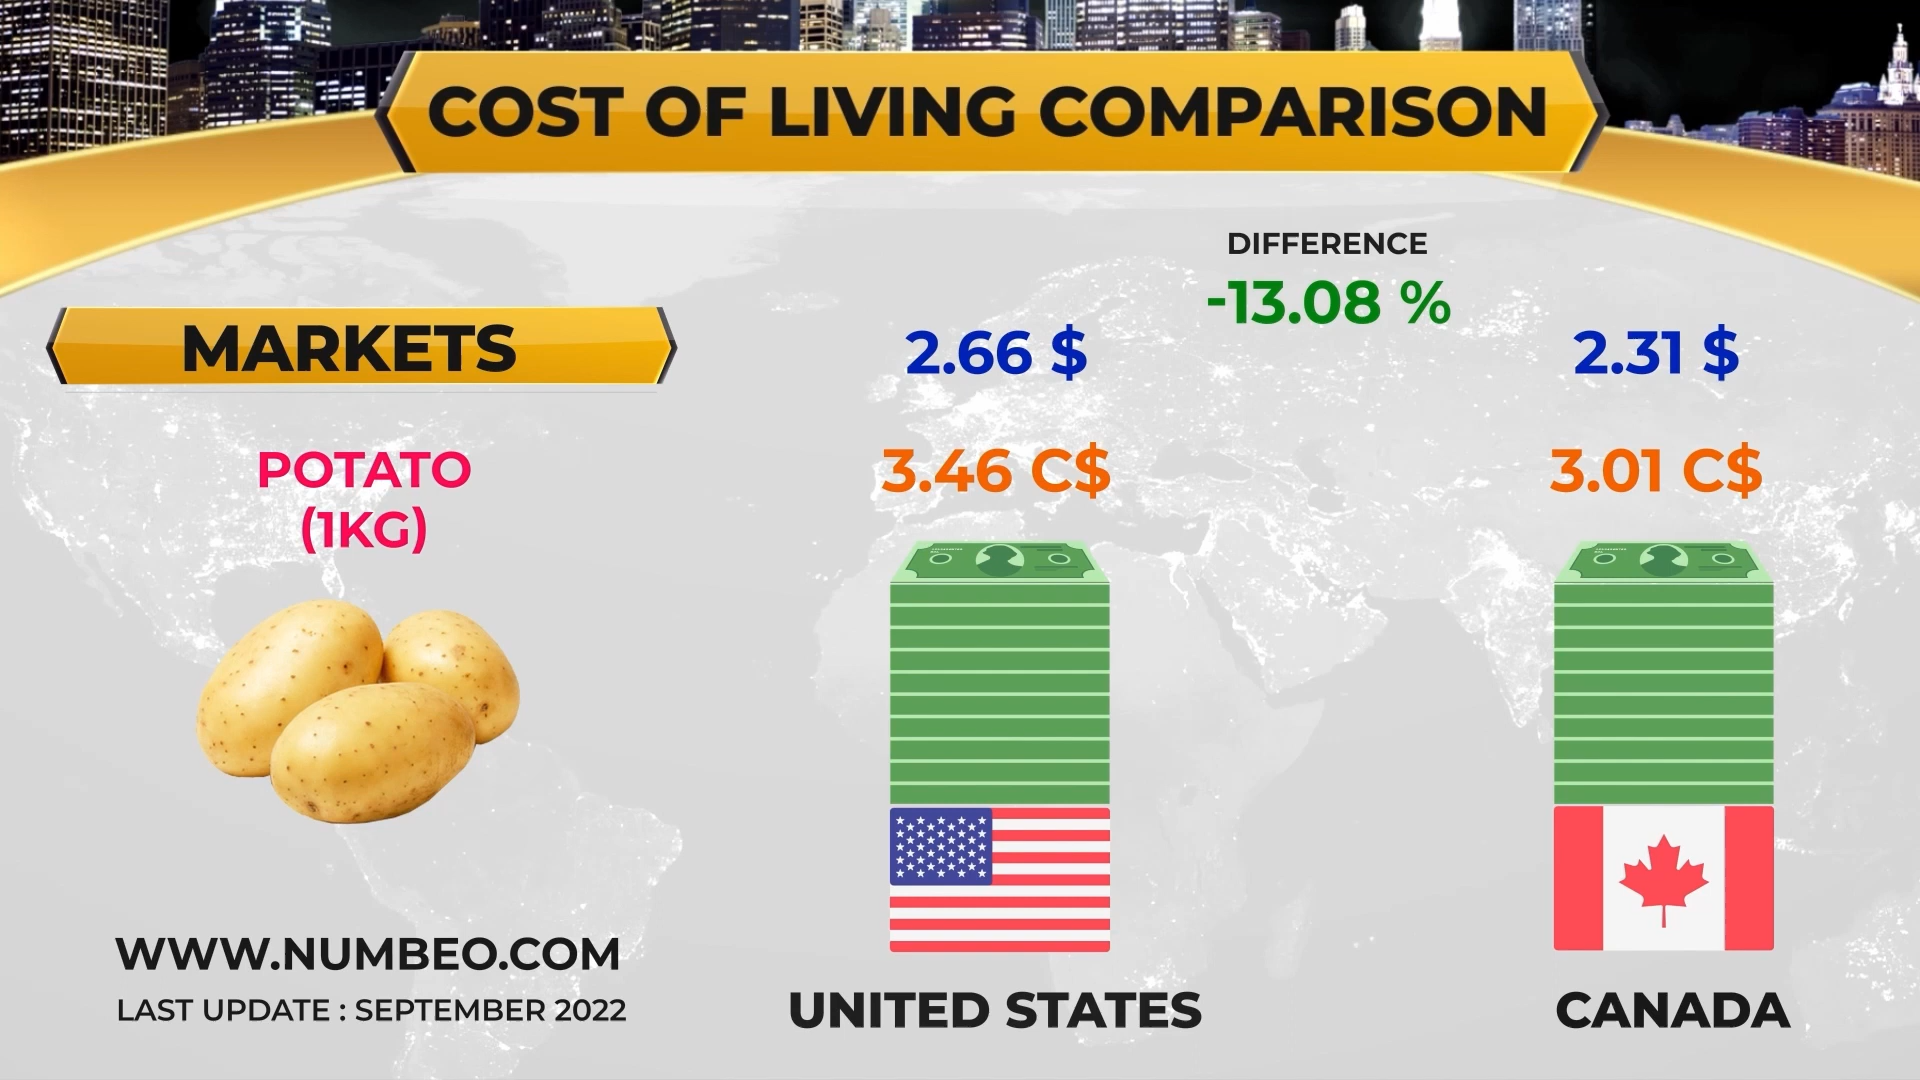 COST OF LIVING COMPARISON
DIFFERENCE
-13.08 %
MARKETS
2.66 $
2.31 $
POTATO
(1KG)
3.46 C$
3.01 C$
WWW.NUMBEO.COM
LAST UPDATE : SEPTEMBER 2022
UNITED STATES
CANADA